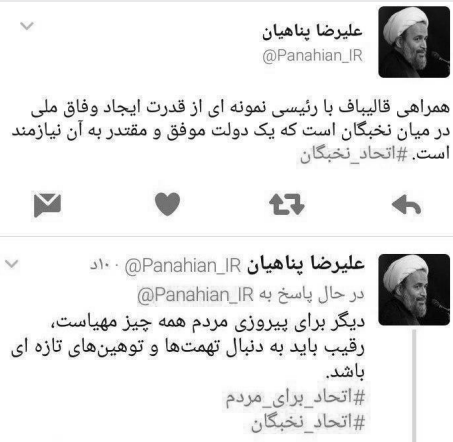 علیرضا پناهیان
@Panahian_IR
همراهی قالیباف با رئیسی نمونه ای از قدرت ایجاد وفاق ملی
در میان نخبگان است که یک دولت موفق و مقتدر به آن نیازمند
است. #اتحاد_نخبگان
علیرضا پناهیان @Panahian_IR · ۱۰د
در حال پاسخ به @Panahian_IR
دیگر برای پیروزی مردم همه چیز مهیاست،
رقیب باید به دنبال تهمت‌ها و توهین‌های تازه ای
باشد.
#اتحاد_برای_مردم
#اتحاد_نخبگان